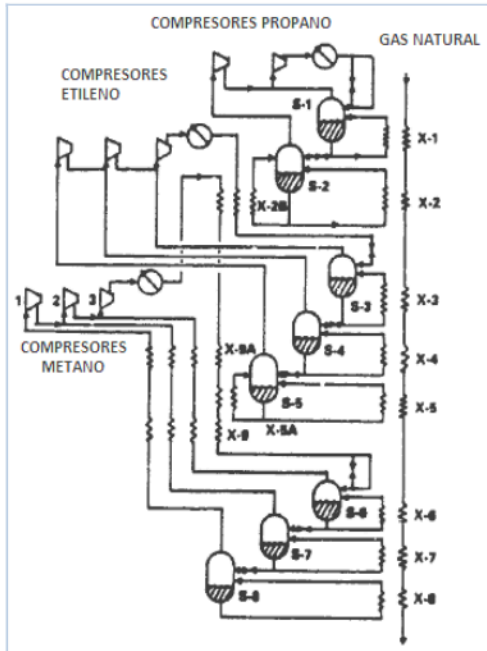 COMPRESORES PROPANO
GAS NATURAL
COMPRESORES
ETILENO
S-1
X-1
S-2
X-2B
X-2
S-3
X-3
1 2 3
COMPRESORES
METANO
S-4
X-9A
X-4
S-5
X-5
X-9
X-5A
S-6
X-6
S-7
X-7
S-8
X-8